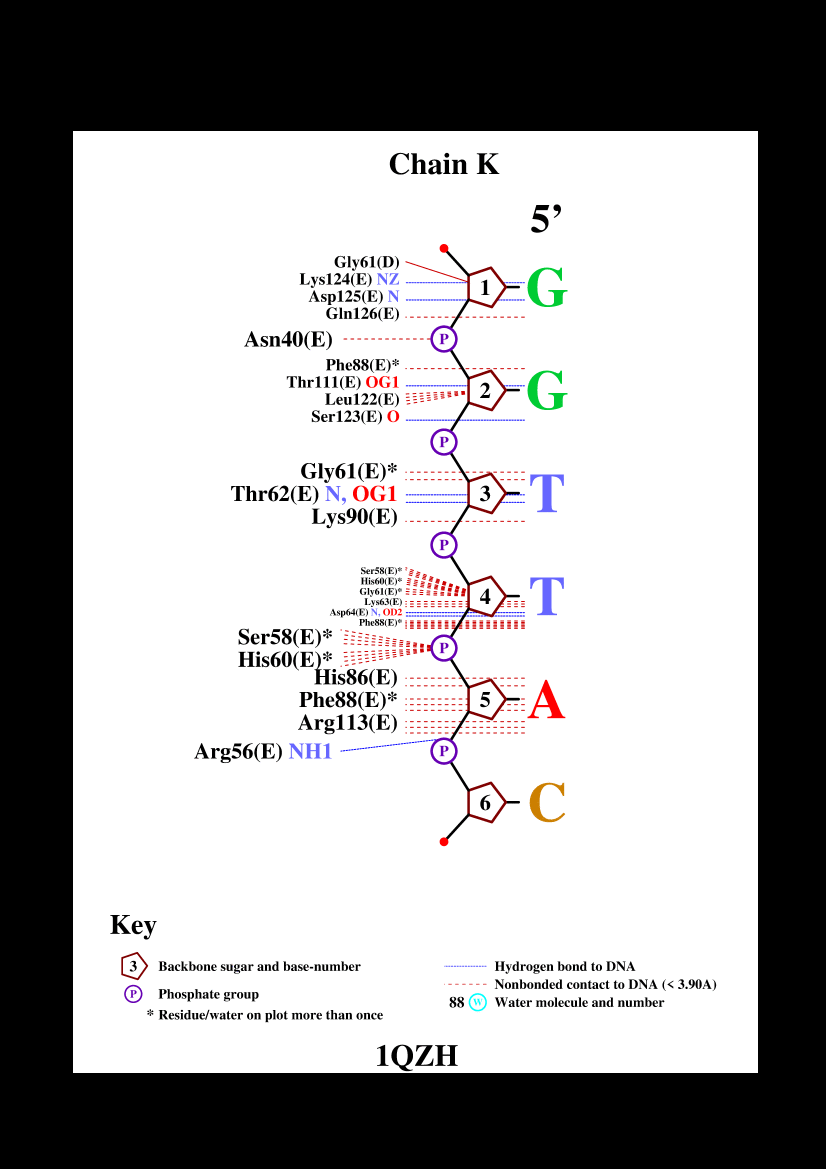 Chain K
5’
Gly61(D)
Lys124(E) NZ
1
G
Asp125(E) N
Gln126(E)
Asn40(E)
P
Phe88(E)*
Thr111(E) OG1
2
G
Leu122(E)
Ser123(E) O
P
Gly61(E)*
Thr62(E) N, OG1
3
T
Lys90(E)
P
Ser58(E)*
His60(E)*
Gly61(E)*
4
T
Lys63(E)
Asp64(E) N, OD2
Phe88(E)*
Ser58(E)*
P
His60(E)*
His86(E)
Phe88(E)*
5
A
Arg113(E)
Arg56(E) NH1
P
6
C
Key
3 Backbone sugar and base-number
P Phosphate group
* Residue/water on plot more than once
Hydrogen bond to DNA
Nonbonded contact to DNA (< 3.90A)
88 W Water molecule and number
1QZH